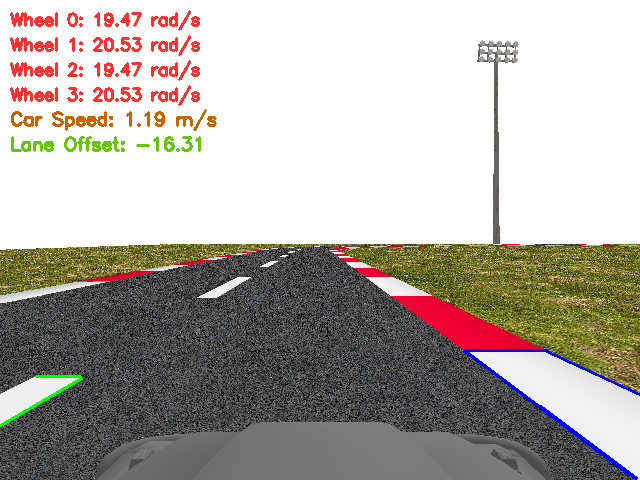 Wheel 0: 19.47 rad/s
Wheel 1: 20.53 rad/s
Wheel 2: 19.47 rad/s
Wheel 3: 20.53 rad/s
Car Speed: 1.19 m/s
Lane Offset: -16.31